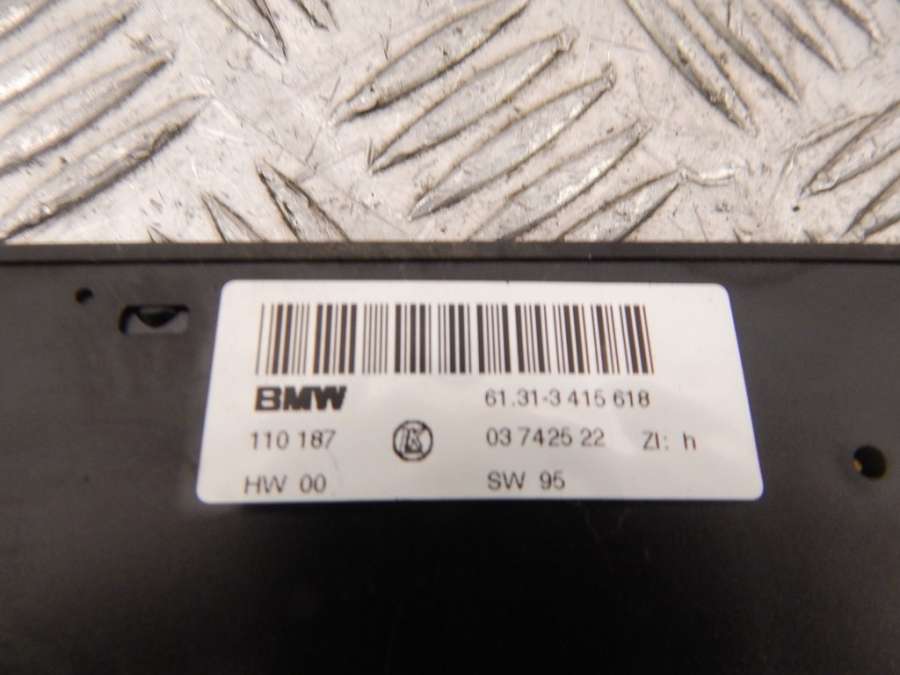 BMW 61.31-3 415 618
110 187 03 7425 22 ZI: h
HW 00 SW 95